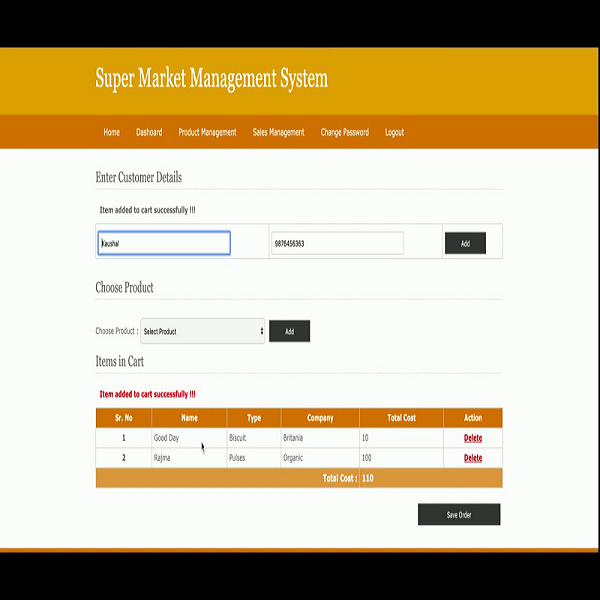 Super Market Management System
Home Dashoard Product Management Sales Management Change Password Logout
Enter Customer Details
Item added to cart successfully !!!
Kaushal 9876456363 Add
Choose Product
Choose Product : Select Product Add
Items in Cart
Item added to cart successfully !!!
Sr. No Name Type Company Total Cost Action
1 Good Day Biscuit Britania 10 Delete
2 Rajma Pulses Organic 100 Delete
Total Cost : 110
Save Order